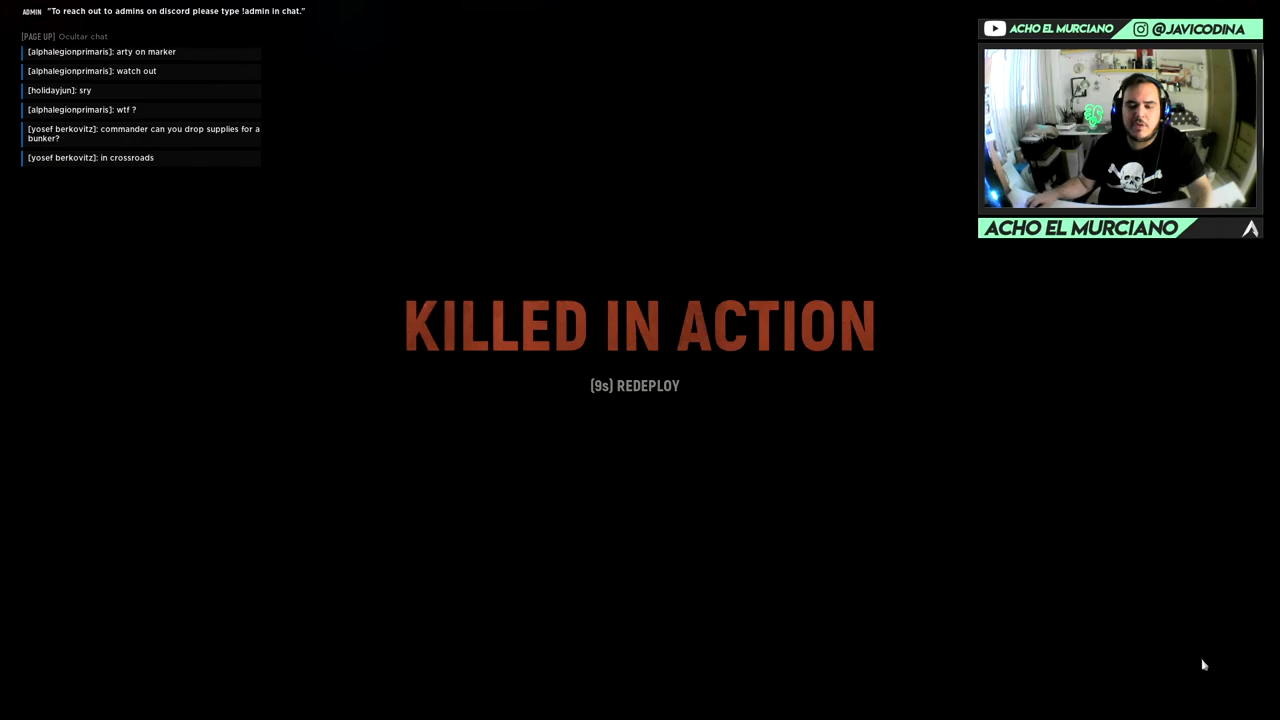 ADMIN "To reach out to admins on discord please type !admin in chat."
[PAGE UP] Ocultar chat
[alphalegionprimaris]: arty on marker
[alphalegionprimaris]: watch out
[holidayjun]: sry
[alphalegionprimaris]: wtf ?
[yosef berkovitz]: commander can you drop supplies for a
bunker?
[yosef berkovitz]: in crossroads
ACHO EL MURCIANO @JAVICODINA
ACHO EL MURCIANO
KILLED IN ACTION
(9s) REDEPLOY